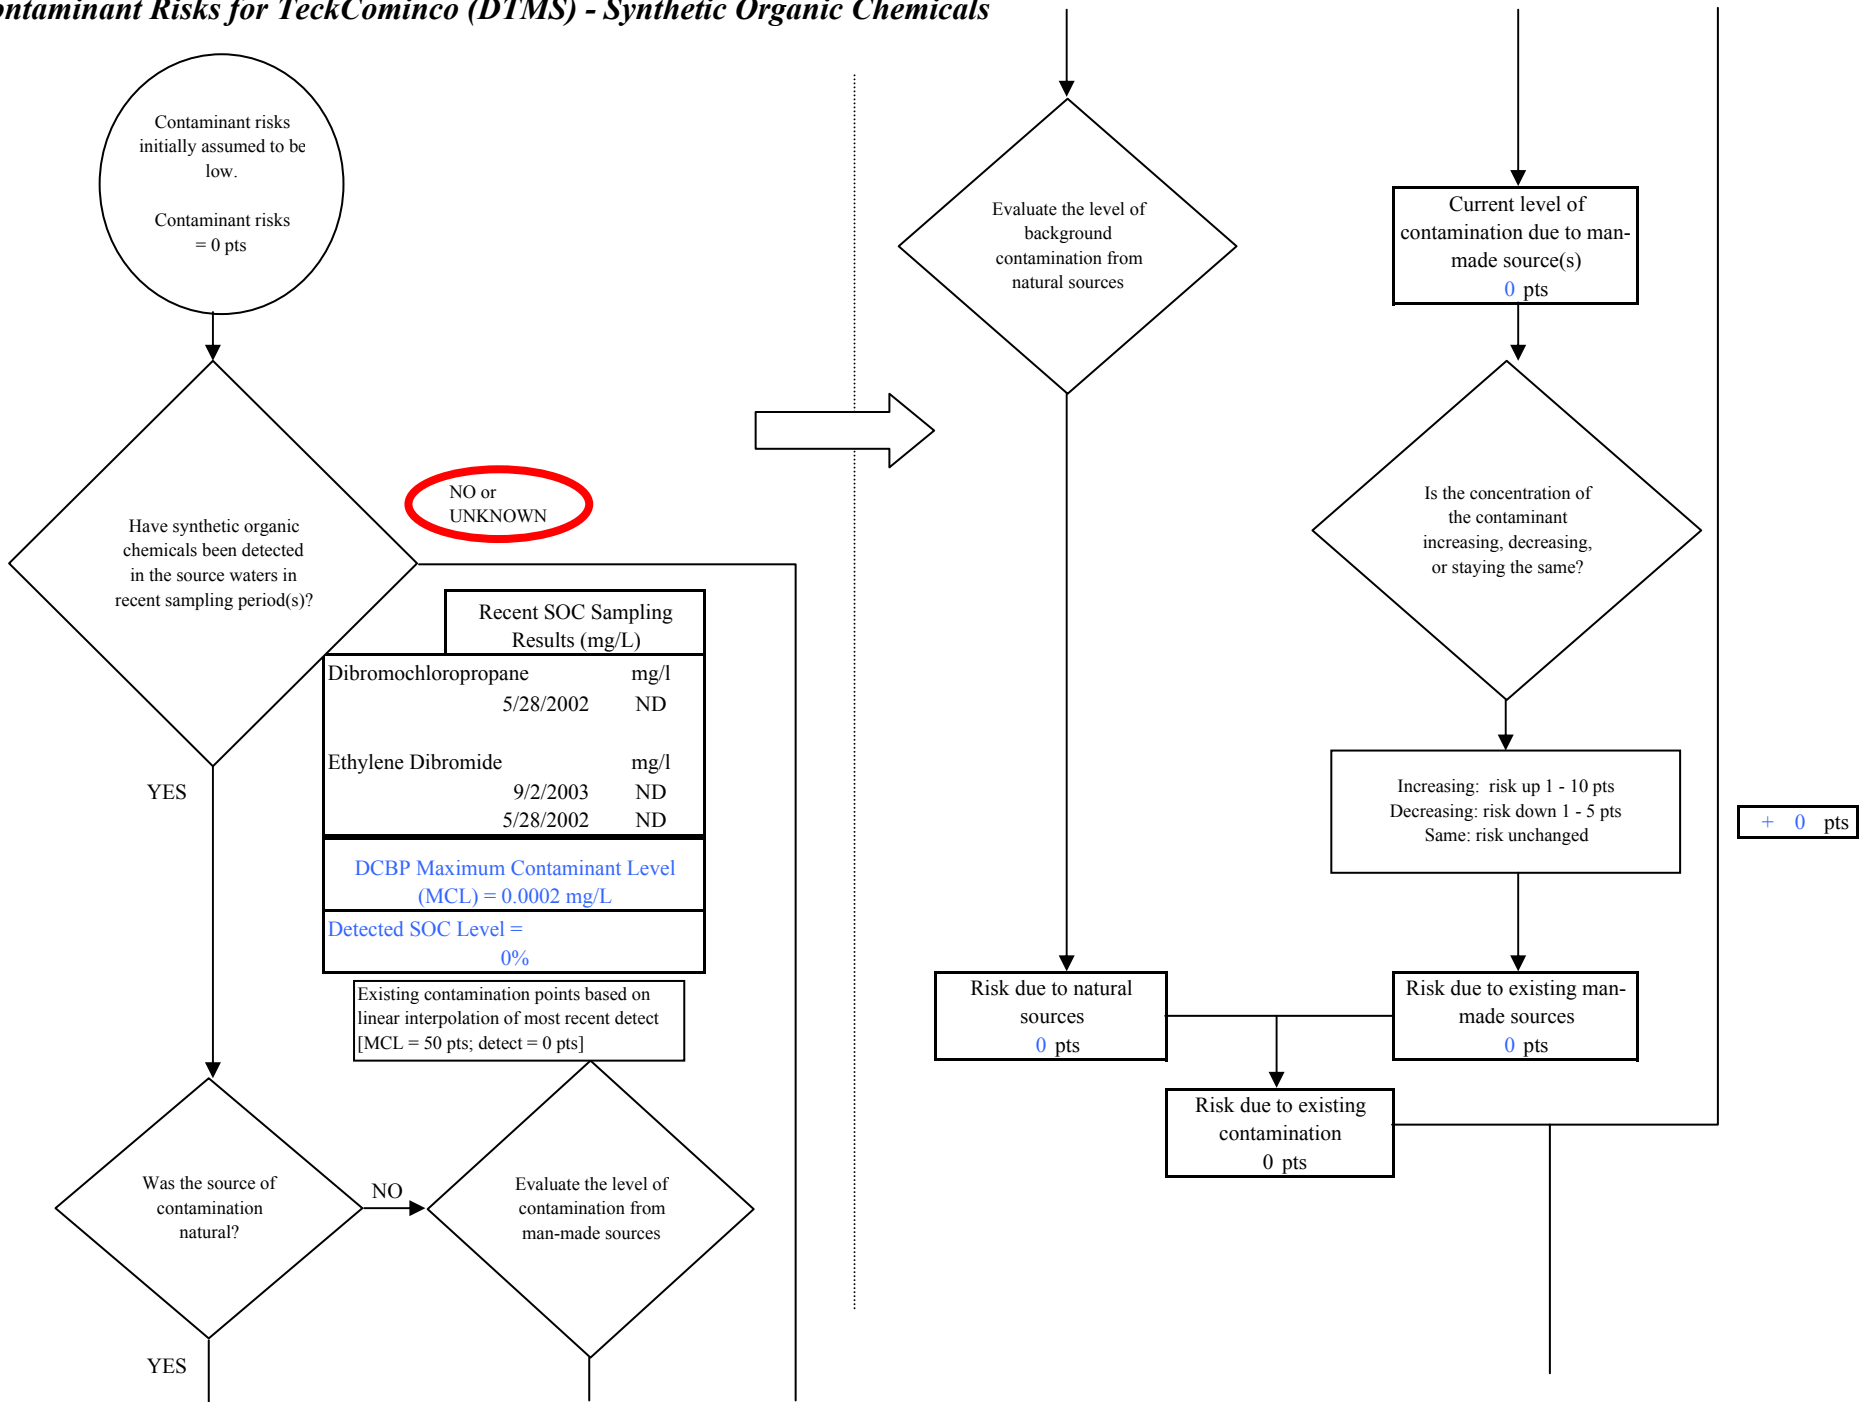 ontaminant Risks for TeckCominco (DTMS) - Synthetic Organic Chemicals
Contaminant risks
initially assumed to be
low.
Contaminant risks
= 0 pts
Have synthetic organic
chemicals been detected
in the source waters in
recent sampling period(s)?
NO or
UNKNOWN
YES
Recent SOC Sampling
Results (mg/L)
Dibromochloropropane mg/l
5/28/2002 ND
Ethylene Dibromide mg/l
9/2/2003 ND
5/28/2002 ND
DCBP Maximum Contaminant Level
(MCL) = 0.0002 mg/L
Detected SOC Level =
0%
Existing contamination points based on
linear interpolation of most recent detect
[MCL = 50 pts; detect = 0 pts]
Was the source of
contamination
natural?
NO
Evaluate the level of
contamination from
man-made sources
YES
Evaluate the level of
background
contamination from
natural sources
Current level of
contamination due to man-
made source(s)
0 pts
Is the concentration of
the contaminant
increasing, decreasing,
or staying the same?
Increasing: risk up 1 - 10 pts
Decreasing: risk down 1 - 5 pts
Same: risk unchanged
+ 0 pts
Risk due to natural
sources
0 pts
Risk due to existing man-
made sources
0 pts
Risk due to existing
contamination
0 pts